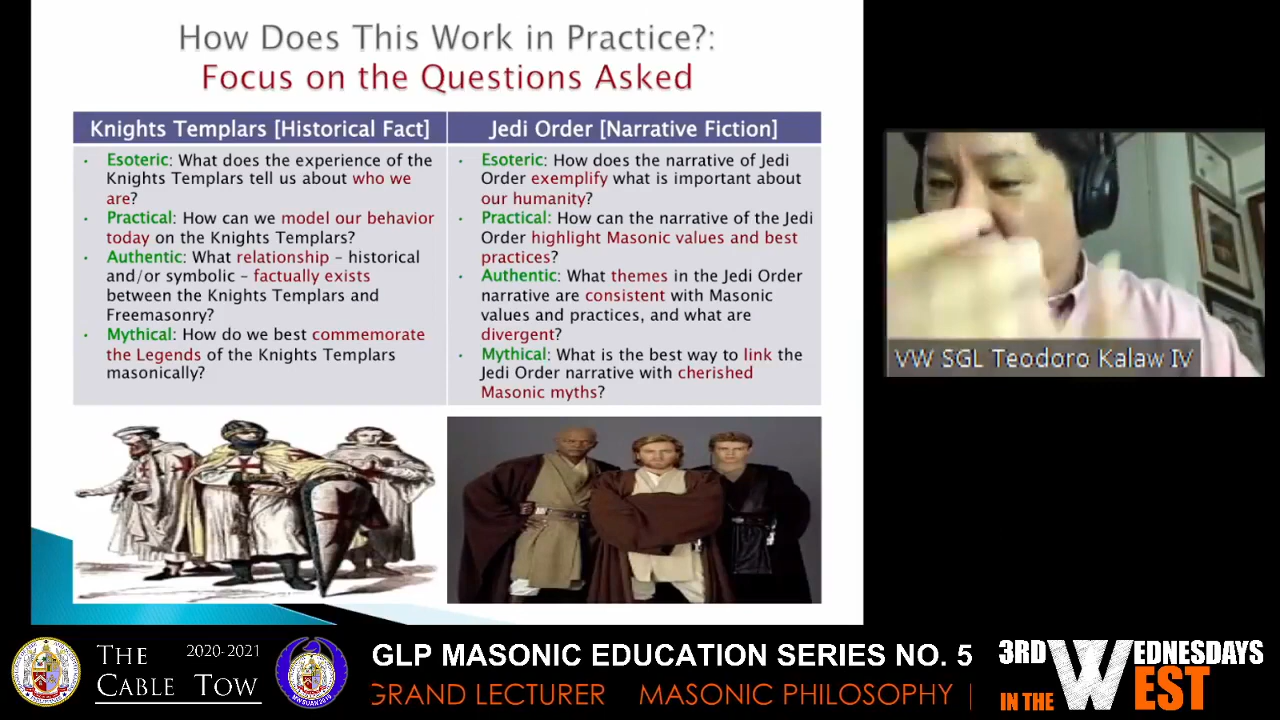 How Does This Work in Practice?:
Focus on the Questions Asked
Knights Templars [Historical Fact]
• Esoteric: What does the experience of the
Knights Templars tell us about who we
are?
• Practical: How can we model our behavior
today on the Knights Templars?
• Authentic: What relationship – historical
and/or symbolic – factually exists
between the Knights Templars and
Freemasonry?
• Mythical: How do we best commemorate
the Legends of the Knights Templars
masonically?
Jedi Order [Narrative Fiction]
• Esoteric: How does the narrative of Jedi
Order exemplify what is important about
our humanity?
• Practical: How can the narrative of the Jedi
Order highlight Masonic values and best
practices?
• Authentic: What themes in the Jedi Order
narrative are consistent with Masonic
values and practices, and what are
divergent?
• Mythical: What is the best way to link the
Jedi Order narrative with cherished
Masonic myths?
VW SGL Teodoro Kalaw IV
THE 2020-2021
CABLE TOW
GLP MASONIC EDUCATION SERIES NO. 5
GRAND LECTURER MASONIC PHILOSOPHY |
3RD WEDNESDAYS
IN THE WEST